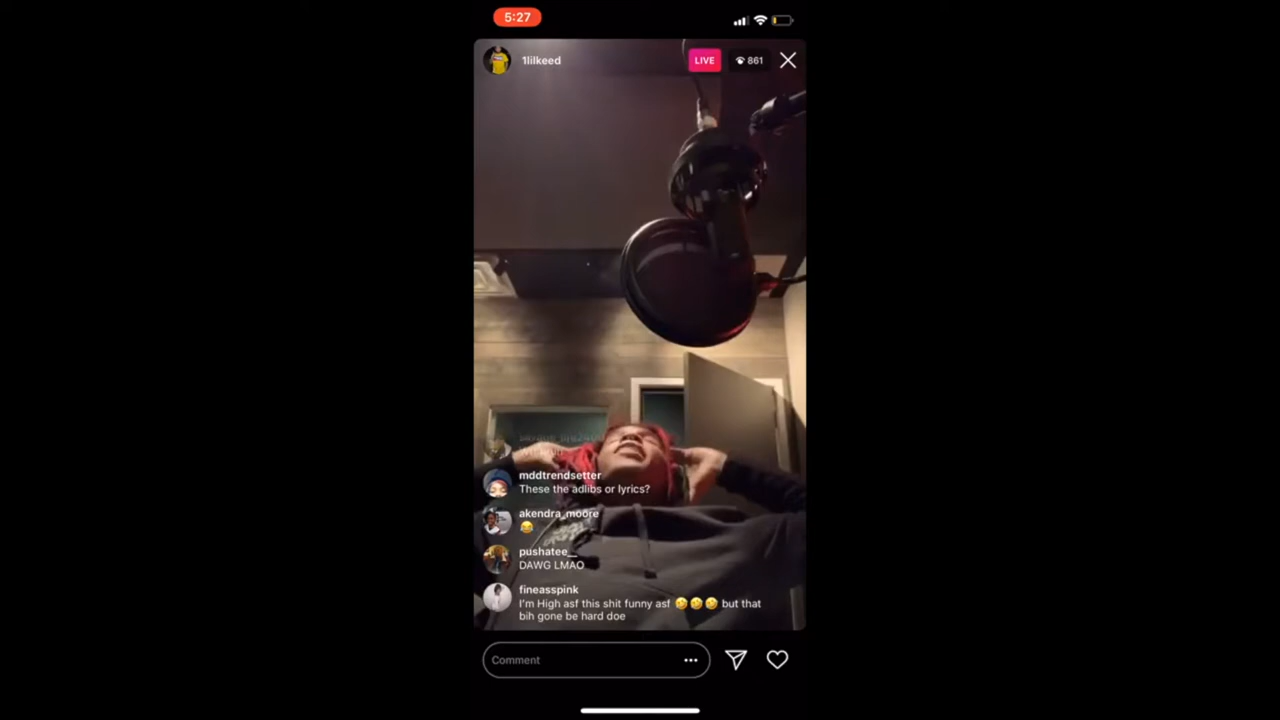 5:27
1lilkeed
LIVE
861
mddtrendsetter
These the adlibs or lyrics?
akendra_moore
😂
pushatee__
DAWG LMAO
fineasspink
I'm High asf this shit funny asf 🤣🤣🤣 but that
bih gone be hard doe
Comment